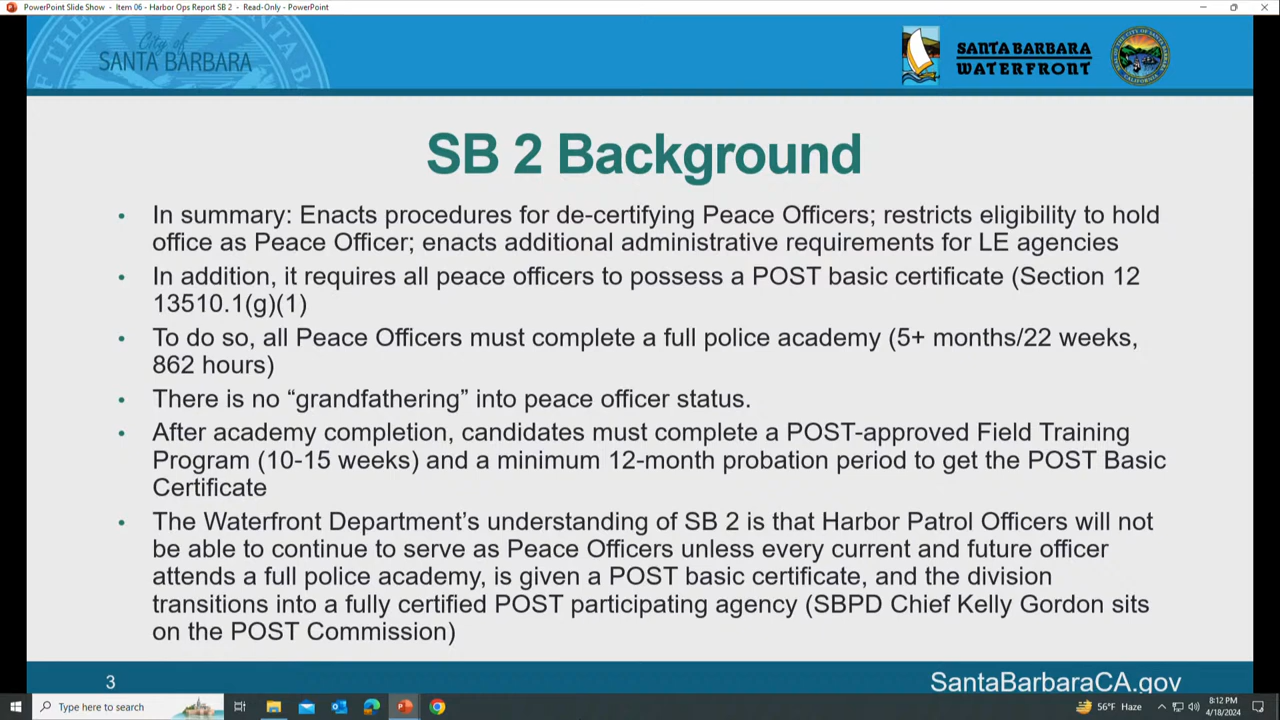 PowerPoint Slide Show - Item 06 - Harbor Ops Report SB 2 - Read-Only - PowerPoint
City of
SANTA BARBARA
SANTA BARBARA
WATERFRONT
SB 2 Background
• In summary: Enacts procedures for de-certifying Peace Officers; restricts eligibility to hold
office as Peace Officer; enacts additional administrative requirements for LE agencies
• In addition, it requires all peace officers to possess a POST basic certificate (Section 12
13510.1(g)(1)
• To do so, all Peace Officers must complete a full police academy (5+ months/22 weeks,
862 hours)
• There is no “grandfathering” into peace officer status.
• After academy completion, candidates must complete a POST-approved Field Training
Program (10-15 weeks) and a minimum 12-month probation period to get the POST Basic
Certificate
• The Waterfront Department’s understanding of SB 2 is that Harbor Patrol Officers will not
be able to continue to serve as Peace Officers unless every current and future officer
attends a full police academy, is given a POST basic certificate, and the division
transitions into a fully certified POST participating agency (SBPD Chief Kelly Gordon sits
on the POST Commission)
3
SantaBarbaraCA.gov
Type here to search
56°F Haze
8:12 PM
4/18/2024